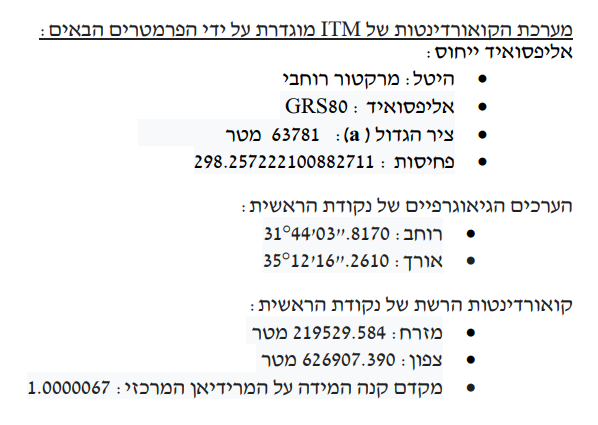 מערכת הקואורדינטות של ITM מוגדרת על ידי הפרמטרים הבאים :
אליפסואיד ייחוס :
• היטל : מרקטור רוחבי
• אליפסואיד : GRS80
• ציר הגדול ( a) : 63781 מטר
• פחיסות : 298.257222100882711
הערכים הגיאוגרפיים של נקודת הראשית :
• רוחב : 31°44'03".8170
• אורך : 35°12'16".2610
קואורדינטות הרשת של נקודת הראשית :
• מזרח : 219529.584 מטר
• צפון : 626907.390 מטר
• מקדם קנה המידה על המרידיאן המרכזי : 1.0000067